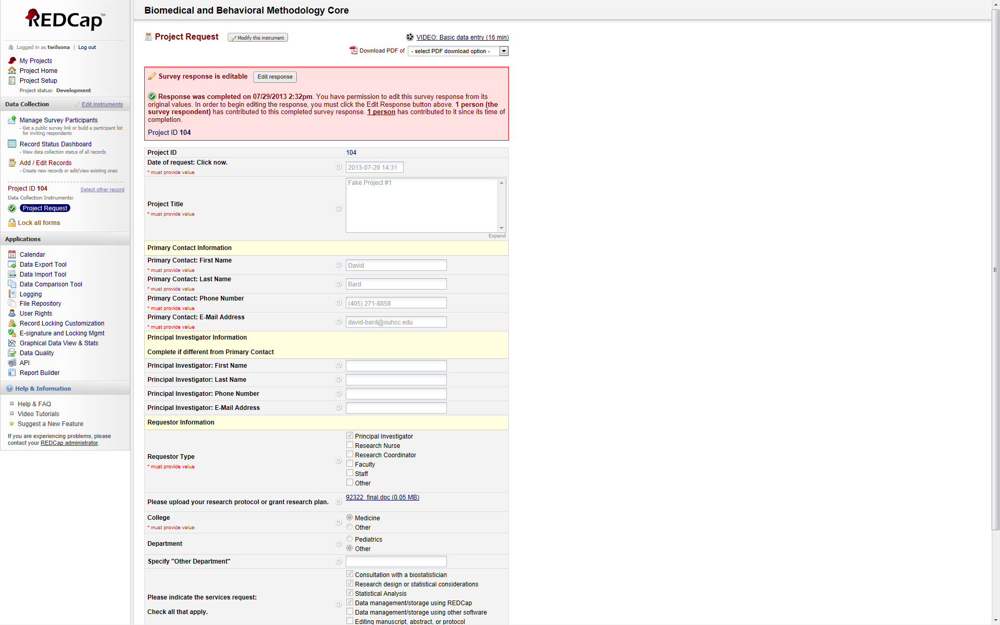 REDCap™
Logged in as twilsona | Log out
My Projects
Project Home
Project Setup
Project status: Development
Data Collection
Edit instruments
Manage Survey Participants
- Get a public survey link or build a participant list
for inviting respondents
Record Status Dashboard
- View data collection status of all records
Add / Edit Records
- Create new records or edit/view existing ones
Project ID 104
Select other record
Data Collection Instruments:
Project Request
Lock all forms
Applications
31
Calendar
Data Export Tool
Data Import Tool
Data Comparison Tool
Logging
File Repository
User Rights
Record Locking Customization
E-signature and Locking Mgmt
Graphical Data View & Stats
Data Quality
API
Report Builder
Help & Information
Help & FAQ
Video Tutorials
Suggest a New Feature
If you are experiencing problems, please
contact your REDCap administrator.
Biomedical and Behavioral Methodology Core
Project Request
Modify this instrument
VIDEO: Basic data entry (16 min)
Download PDF of
- select PDF download option -
Survey response is editable
Edit response
Response was completed on 07/29/2013 2:32pm. You have permission to edit this survey response from its
original values. In order to begin editing the response, you must click the Edit Response button above. 1 person (the
survey respondent) has contributed to this completed survey response. 1 person has contributed to it since its time of
completion.
Project ID 104
Project ID
104
Date of request: Click now.
* must provide value
H
2013-07-29 14:31
Project Title
* must provide value
H
Fake Project #1
Expand
Primary Contact Information
Primary Contact: First Name
* must provide value
H
David
Primary Contact: Last Name
* must provide value
H
Bard
Primary Contact: Phone Number
* must provide value
H
(405) 271-8858
Primary Contact: E-Mail Address
* must provide value
H
david-bard@ouhsc.edu
Principal Investigator Information
Complete if different from Primary Contact
Principal Investigator: First Name
H
Principal Investigator: Last Name
H
Principal Investigator: Phone Number
H
Principal Investigator: E-Mail Address
H
Requestor Information
Requestor Type
* must provide value
H
Principal Investigator
Research Nurse
Research Coordinator
Faculty
Staff
Other
Please upload your research protocol or grant research plan.
H
92322_final.doc (0.05 MB)
College
* must provide value
H
Medicine
Other
Department
H
Pediatrics
Other
Specify "Other Department"
H
Please indicate the services request:
Check all that apply.
H
Consultation with a biostatistician
Research design or statistical considerations
Statistical Analysis
Data management/storage using REDCap
Data management/storage using other software
Editing manuscript, abstract, or protocol